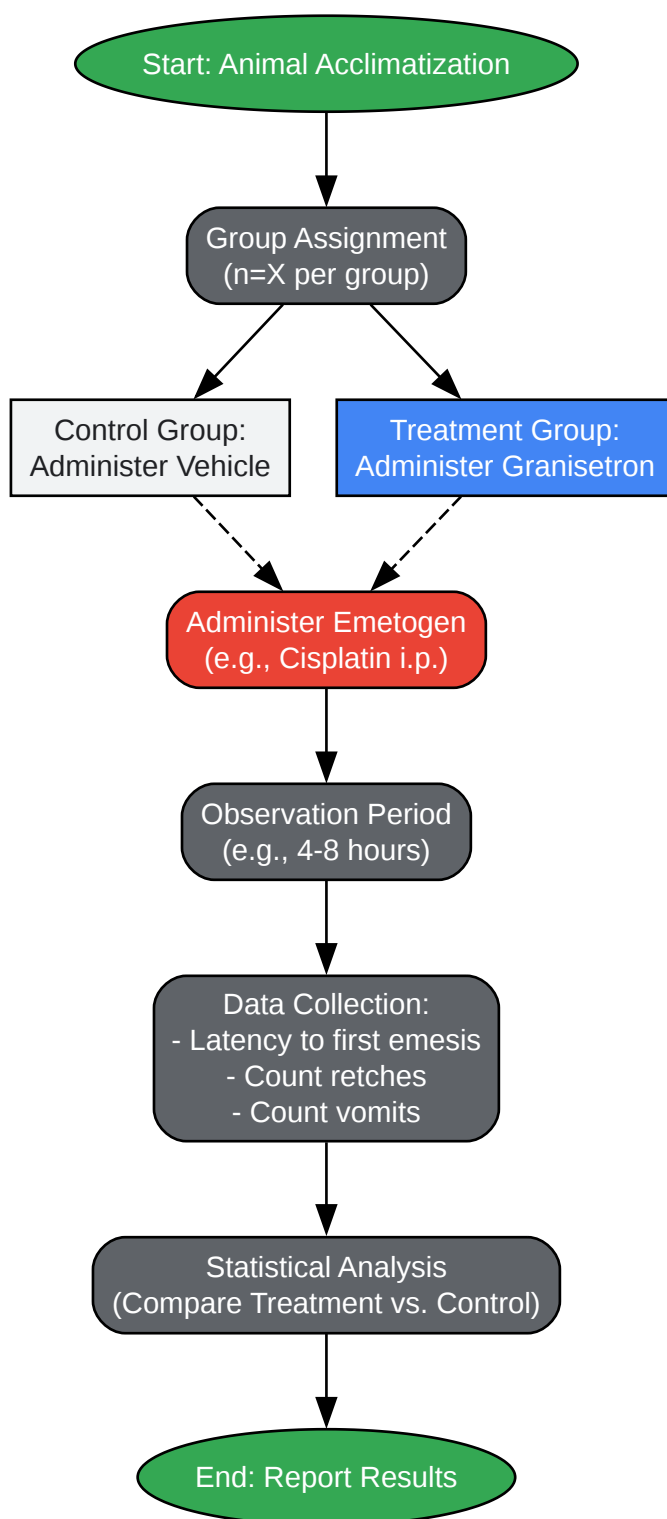 Start: Animal Acclimatization
Group Assignment
(n=X per group)
Control Group:
Administer Vehicle
Treatment Group:
Administer Granisetron
Administer Emetogen
(e.g., Cisplatin i.p.)
Observation Period
(e.g., 4-8 hours)
Data Collection:
- Latency to first emesis
- Count retches
- Count vomits
Statistical Analysis
(Compare Treatment vs. Control)
End: Report Results